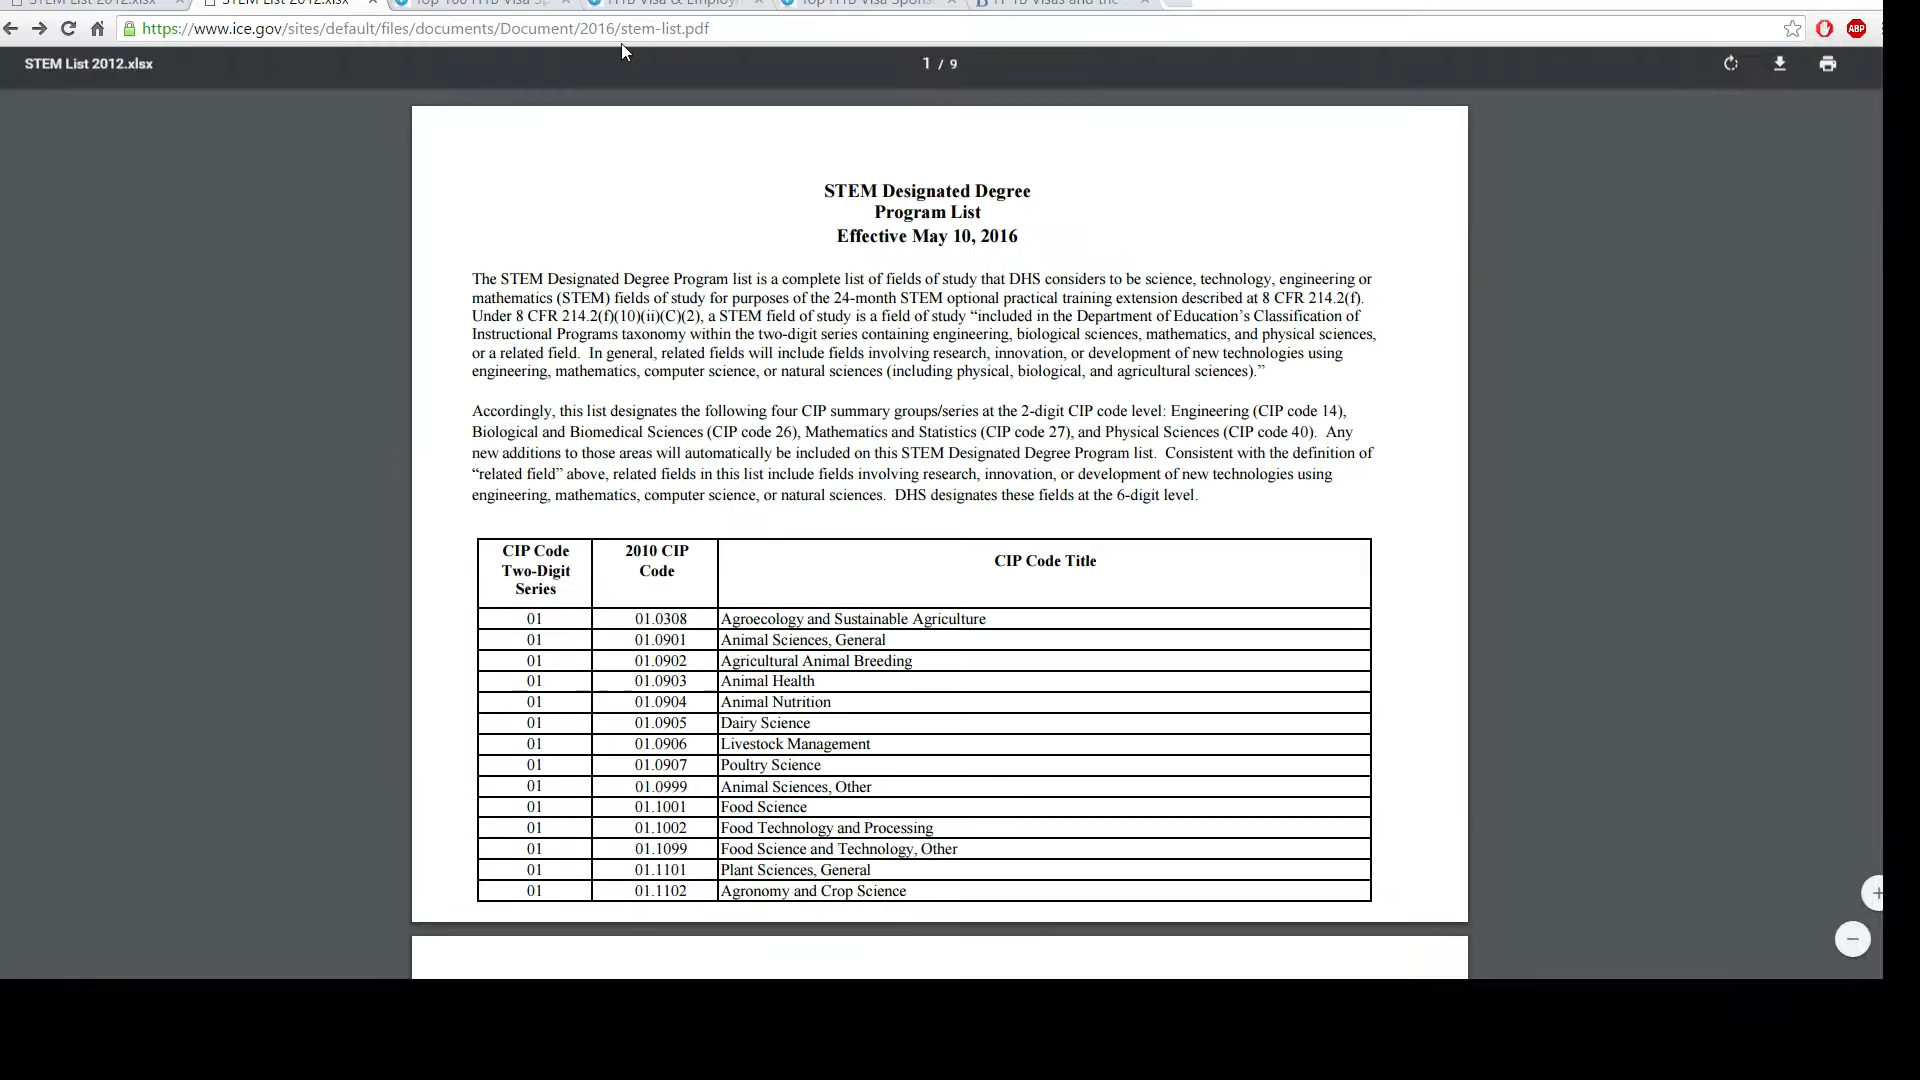 STEM List 2012.xlsx
STEM List 2012.xlsx
https://www.ice.gov/sites/default/files/documents/Document/2016/stem-list.pdf
ABP
STEM List 2012.xlsx
1 / 9
STEM Designated Degree
Program List
Effective May 10, 2016
The STEM Designated Degree Program list is a complete list of fields of study that DHS considers to be science, technology, engineering or
mathematics (STEM) fields of study for purposes of the 24-month STEM optional practical training extension described at 8 CFR 214.2(f).
Under 8 CFR 214.2(f)(10)(ii)(C)(2), a STEM field of study is a field of study “included in the Department of Education’s Classification of
Instructional Programs taxonomy within the two-digit series containing engineering, biological sciences, mathematics, and physical sciences,
or a related field.  In general, related fields will include fields involving research, innovation, or development of new technologies using
engineering, mathematics, computer science, or natural sciences (including physical, biological, and agricultural sciences).”
Accordingly, this list designates the following four CIP summary groups/series at the 2-digit CIP code level: Engineering (CIP code 14),
Biological and Biomedical Sciences (CIP code 26), Mathematics and Statistics (CIP code 27), and Physical Sciences (CIP code 40).  Any
new additions to those areas will automatically be included on this STEM Designated Degree Program list.  Consistent with the definition of
“related field” above, related fields in this list include fields involving research, innovation, or development of new technologies using
engineering, mathematics, computer science, or natural sciences.  DHS designates these fields at the 6-digit level.
CIP Code Two-Digit Series 2010 CIP Code CIP Code Title
01 01.0308 Agroecology and Sustainable Agriculture
01 01.0901 Animal Sciences, General
01 01.0902 Agricultural Animal Breeding
01 01.0903 Animal Health
01 01.0904 Animal Nutrition
01 01.0905 Dairy Science
01 01.0906 Livestock Management
01 01.0907 Poultry Science
01 01.0999 Animal Sciences, Other
01 01.1001 Food Science
01 01.1002 Food Technology and Processing
01 01.1099 Food Science and Technology, Other
01 01.1101 Plant Sciences, General
01 01.1102 Agronomy and Crop Science